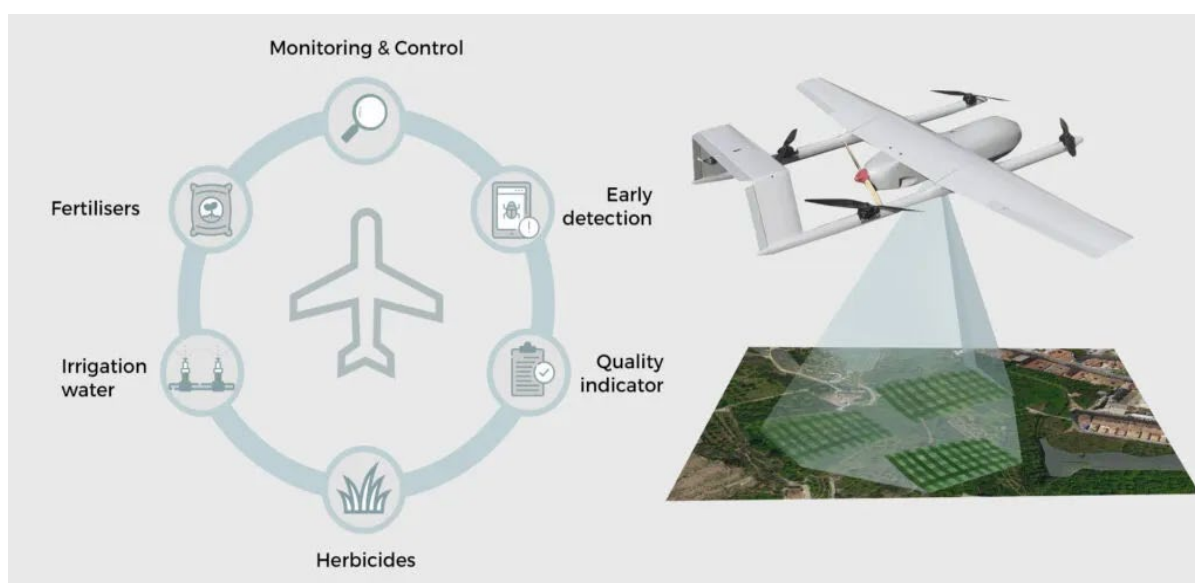 Monitoring & Control
Fertilisers
Early
detection
Irrigation
water
Quality
indicator
Herbicides